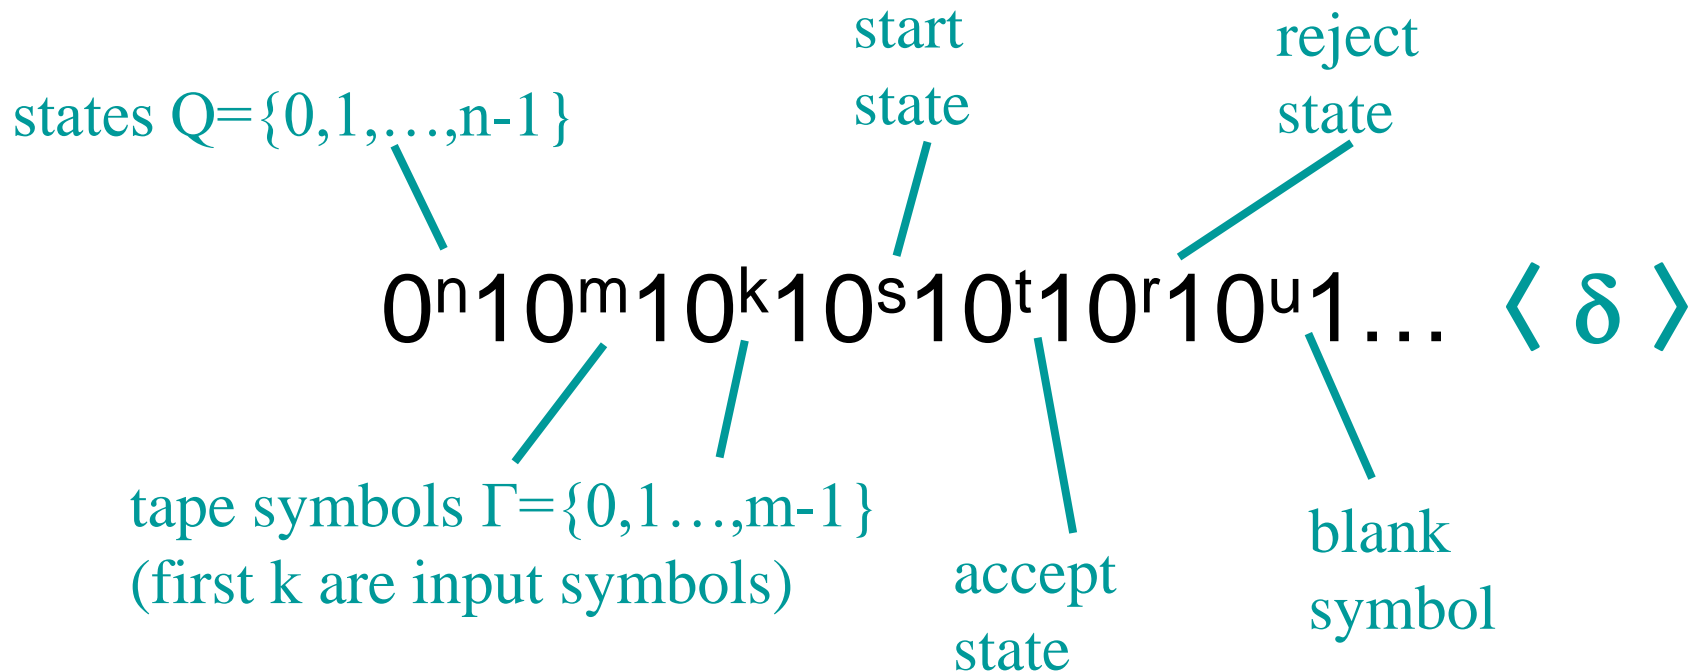 start
state
reject
state
states Q={0,1,…,n-1}
0ⁿ10ᵐ10ᵏ10ˢ10ᵗ10ʳ10ᵘ1… ⟨ δ ⟩
tape symbols Γ={0,1…,m-1}
(first k are input symbols)
accept
state
blank
symbol